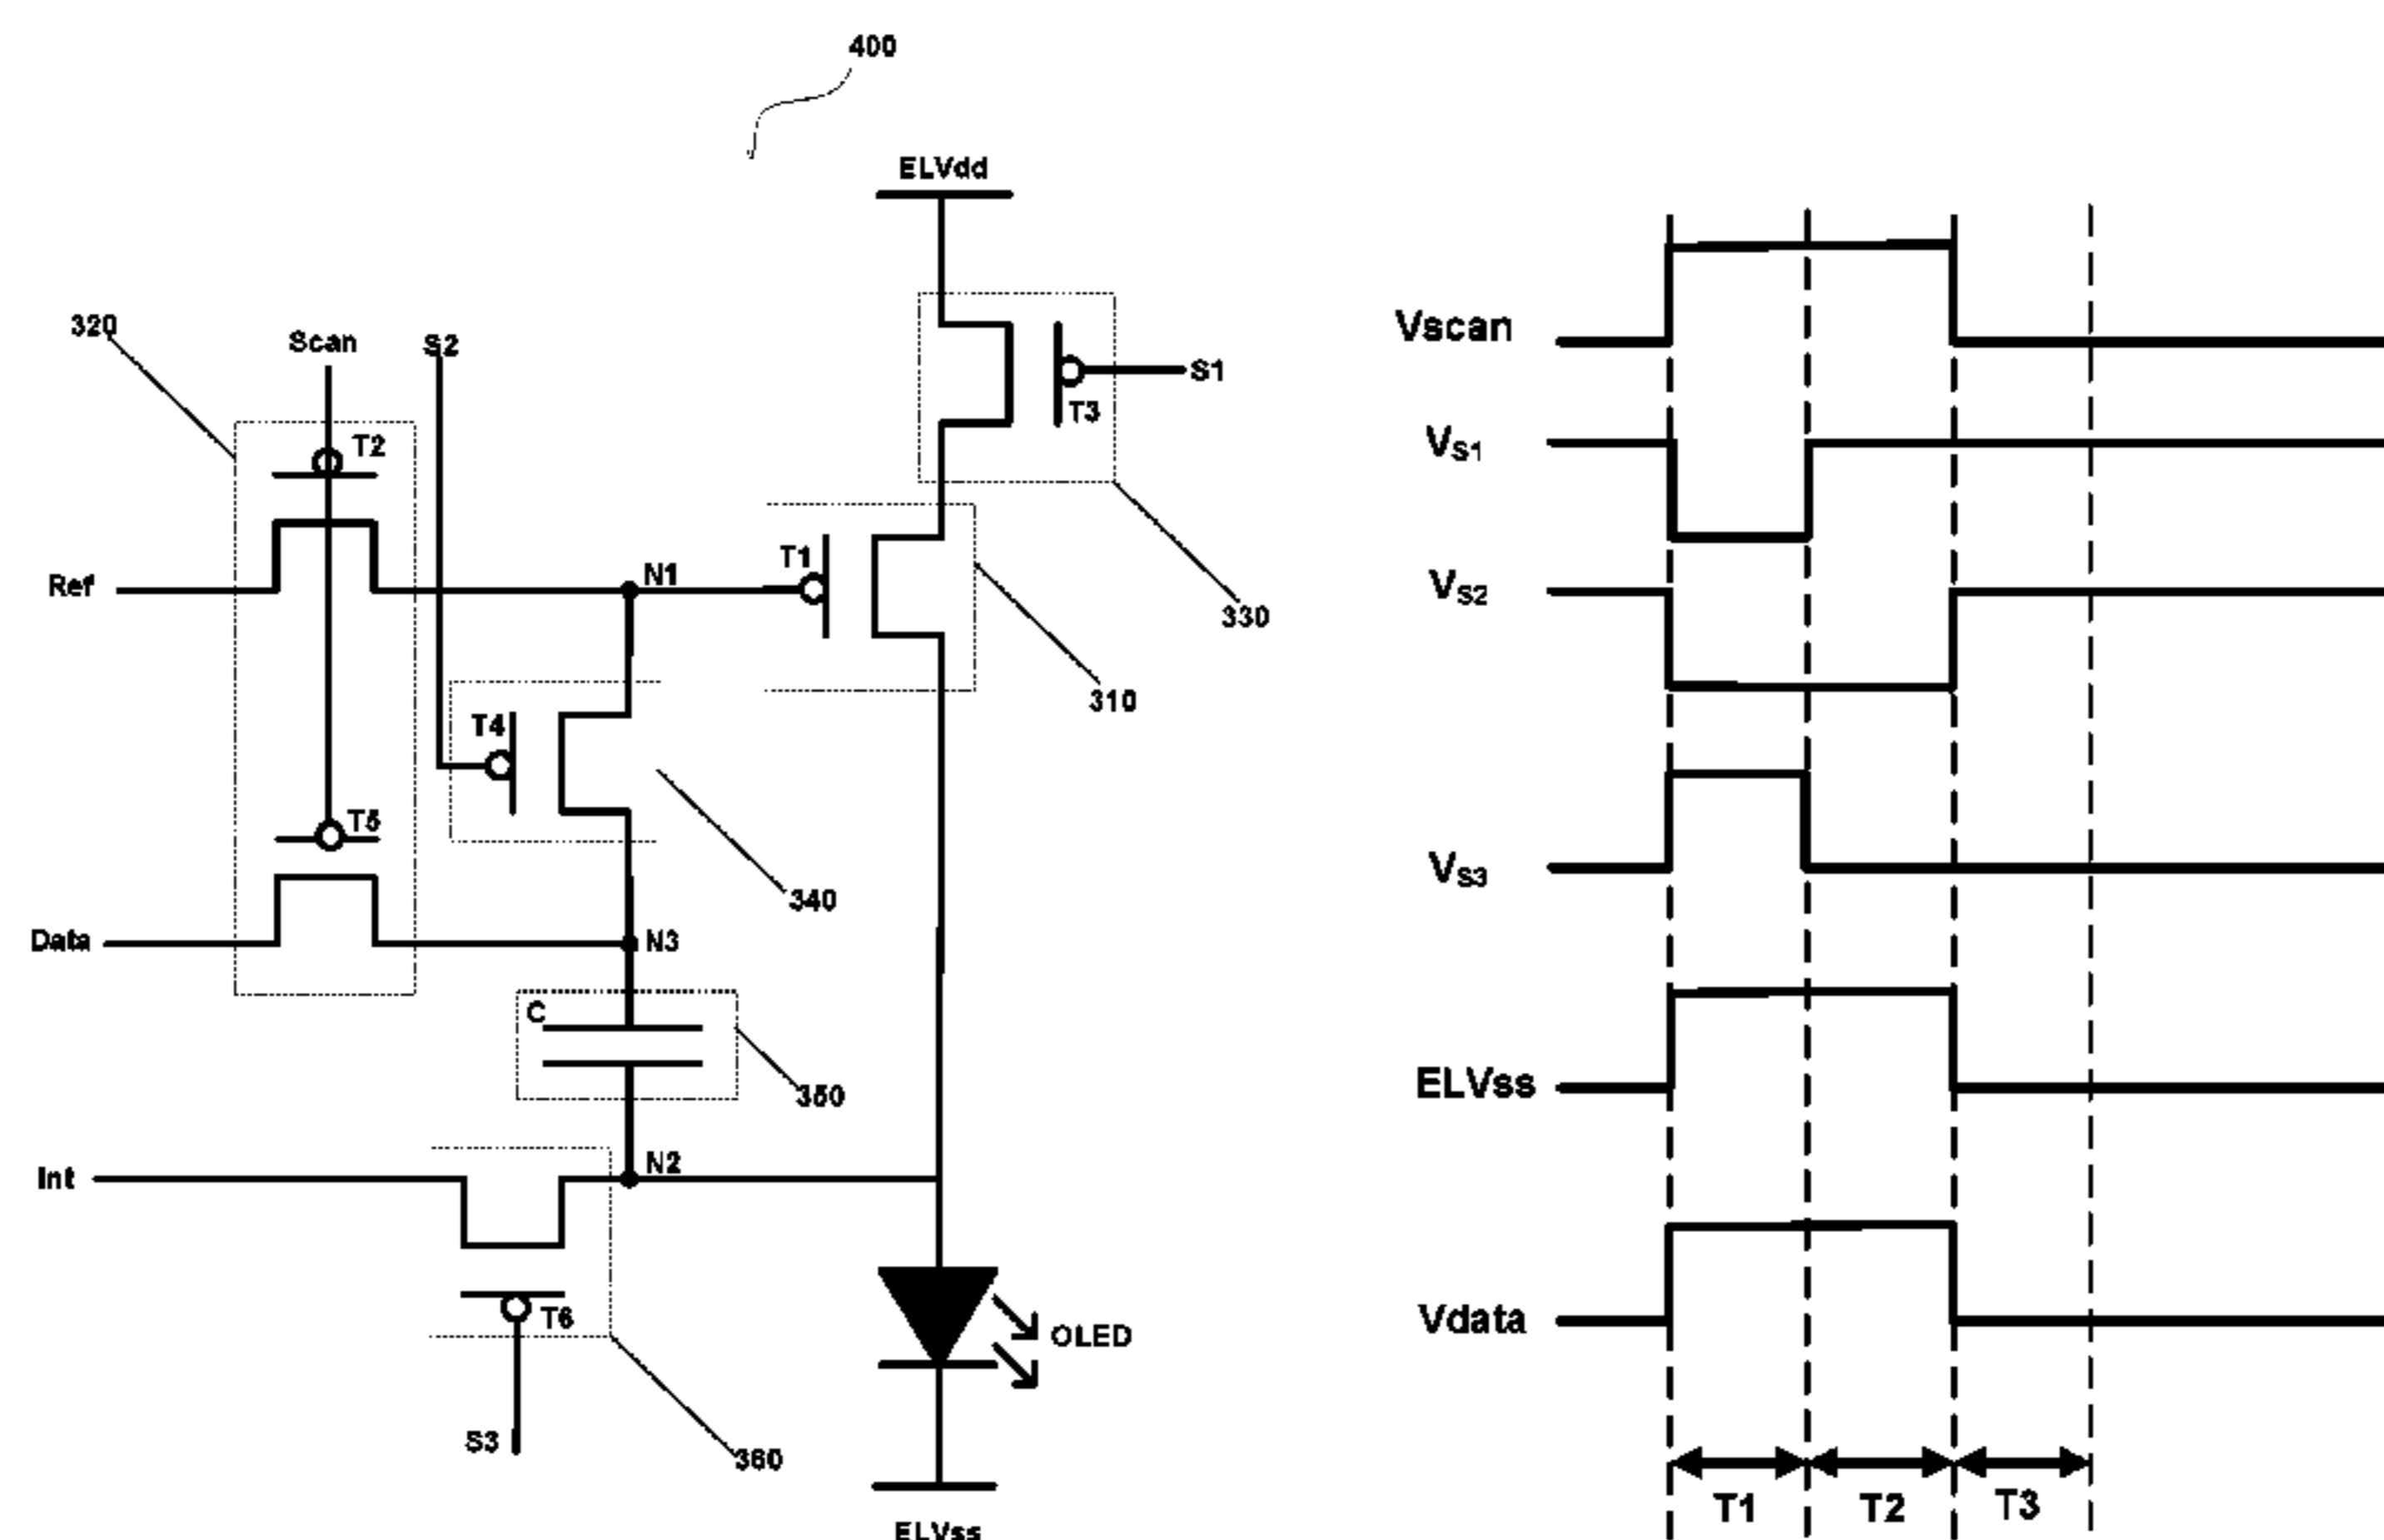 400
ELVdd
320
Scan
S2
S1
T3
T2
T1
Ref
N1
330
310
T4
T5
340
Data
N3
C
350
Int
N2
T6
OLED
S3
360
ELVss
Vscan
VS1
VS2
VS3
ELVss
Vdata
T1
T2
T3